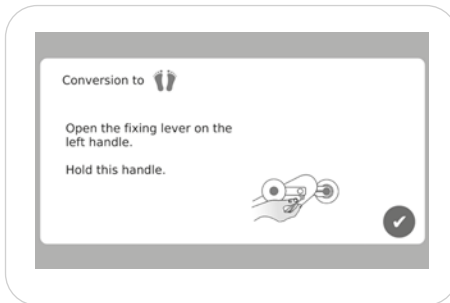 Conversion to
Open the fixing lever on the
left handle.
Hold this handle.